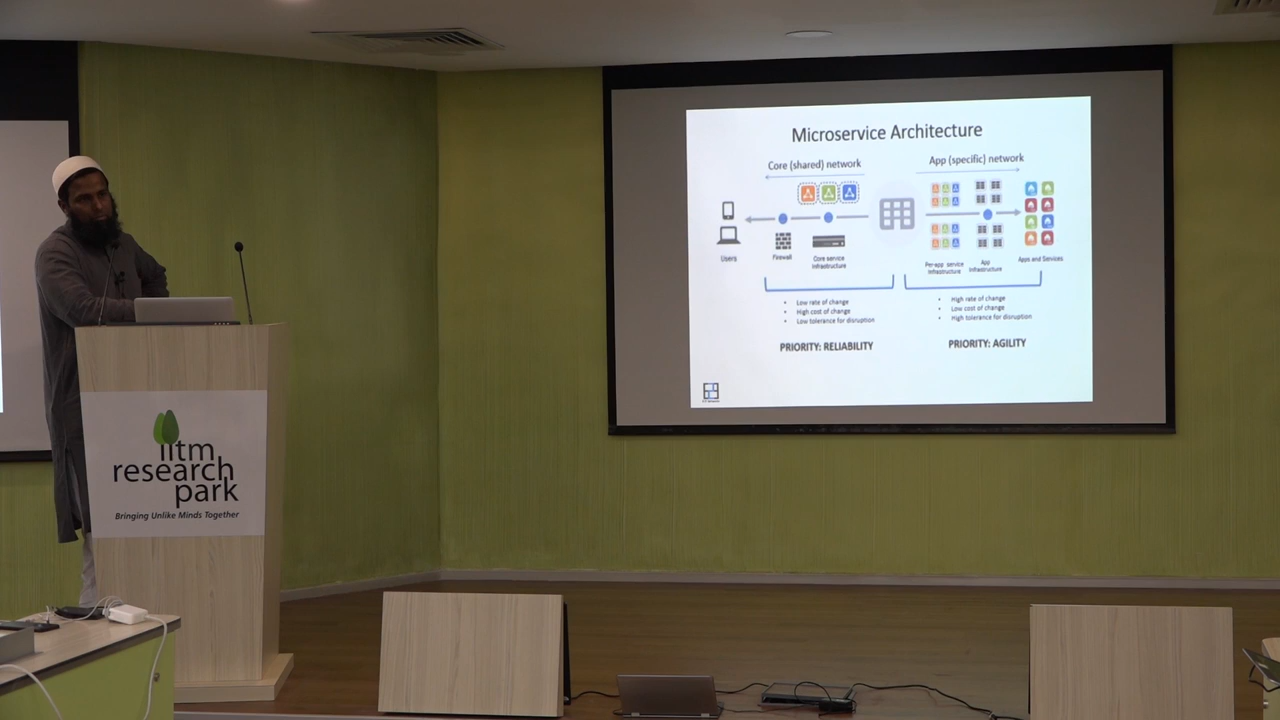 Microservice Architecture
Core (shared) network
App (specific) network
Users
Firewall
Core service
Infrastructure
Per-app service
Infrastructure
App
Infrastructure
Apps and Services
• Low rate of change
• High cost of change
• Low tolerance for disruption
• High rate of change
• Low cost of change
• High tolerance for disruption
PRIORITY: RELIABILITY
PRIORITY: AGILITY
iitm
research
park
Bringing Unlike Minds Together